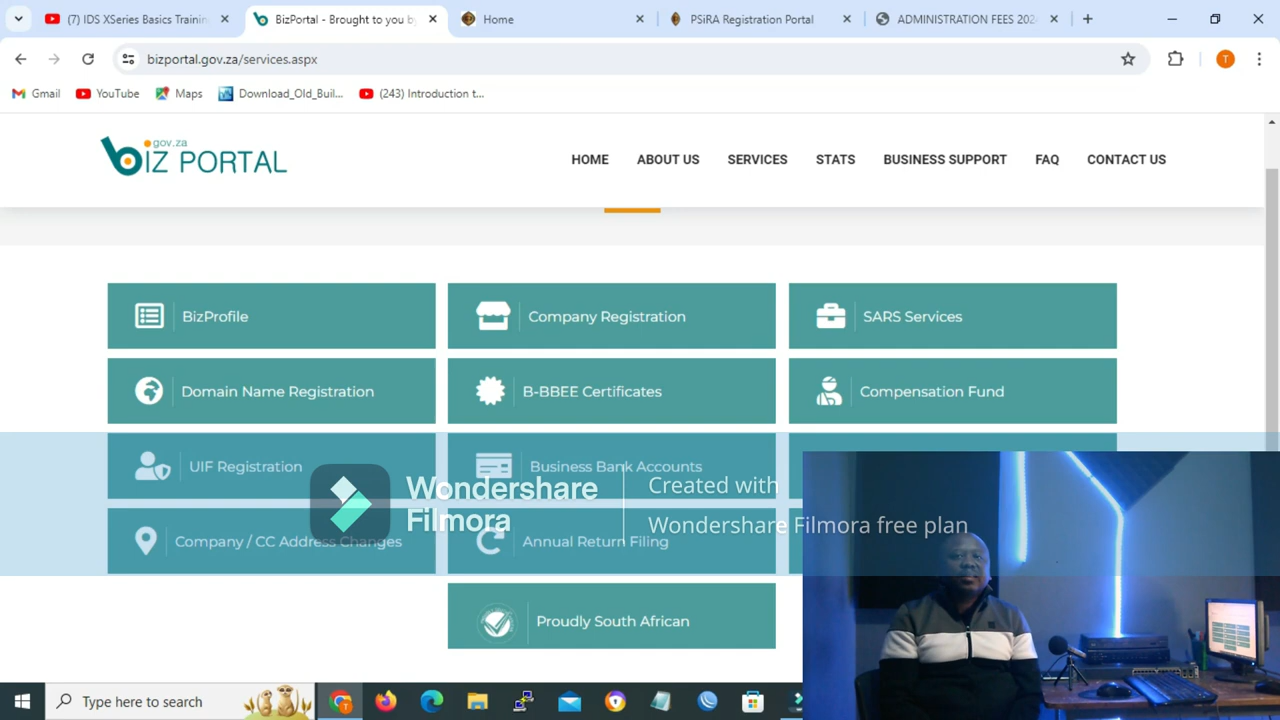 (7) IDS XSeries Basics Training
BizPortal - Brought to you by
Home
PSiRA Registration Portal
ADMINISTRATION FEES 202
bizportal.gov.za/services.aspx
T
Gmail
YouTube
Maps
Download_Old_Buil...
(243) Introduction t...
gov.za
biz PORTAL
HOME
ABOUT US
SERVICES
STATS
BUSINESS SUPPORT
FAQ
CONTACT US
BizProfile
Company Registration
SARS Services
Domain Name Registration
B-BBEE Certificates
Compensation Fund
UIF Registration
Business Bank Accounts
Wondershare
Filmora
Created with
Wondershare Filmora free plan
Company / CC Address Changes
Annual Return Filing
Proudly South African
Type here to search